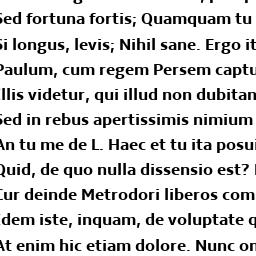 Sed fortuna fortis; Quamquam tu
Si longus, levis; Nihil sane. Ergo it
Paulum, cum regem Persem captu
illis videtur, qui illud non dubitan
Sed in rebus apertissimis nimium
An tu me de L. Haec et tu ita posui
Quid, de quo nulla dissensio est?
Cur deinde Metrodori liberos com
Idem iste, inquam, de voluptate q
At enim hic etiam dolore. Nunc on